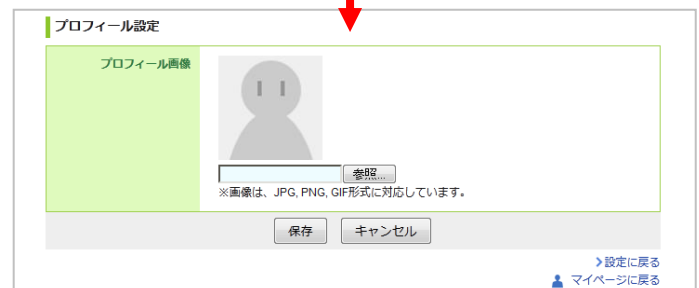 プロフィール設定
プロフィール画像
参照...
※画像は、JPG, PNG, GIF形式に対応しています。
保存 キャンセル
設定に戻る
マイページに戻る